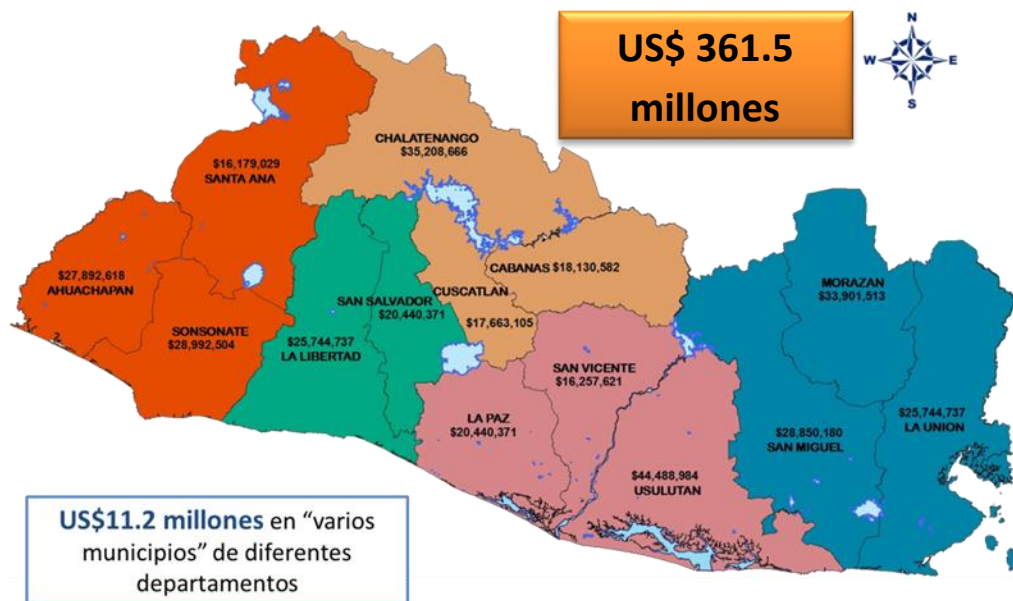 US$ 361.5
millones
N
W
E
S
CHALATENANGO
$35,208,666
$16,179,029
SANTA ANA
$27,892,618
AHUACHAPAN
SONSONATE
$28,992,504
SAN SALVADOR
$20,440,371
$25,744,737
LA LIBERTAD
CABANAS $18,130,582
CUSCATLAN
$17,663,105
MORAZAN
$33,901,513
SAN VICENTE
$16,257,621
LA PAZ
$20,440,371
$25,744,737
LA UNION
$28,850,180
SAN MIGUEL
$44,488,984
USULUTAN
US$11.2 millones en “varios
municipios” de diferentes
departamentos